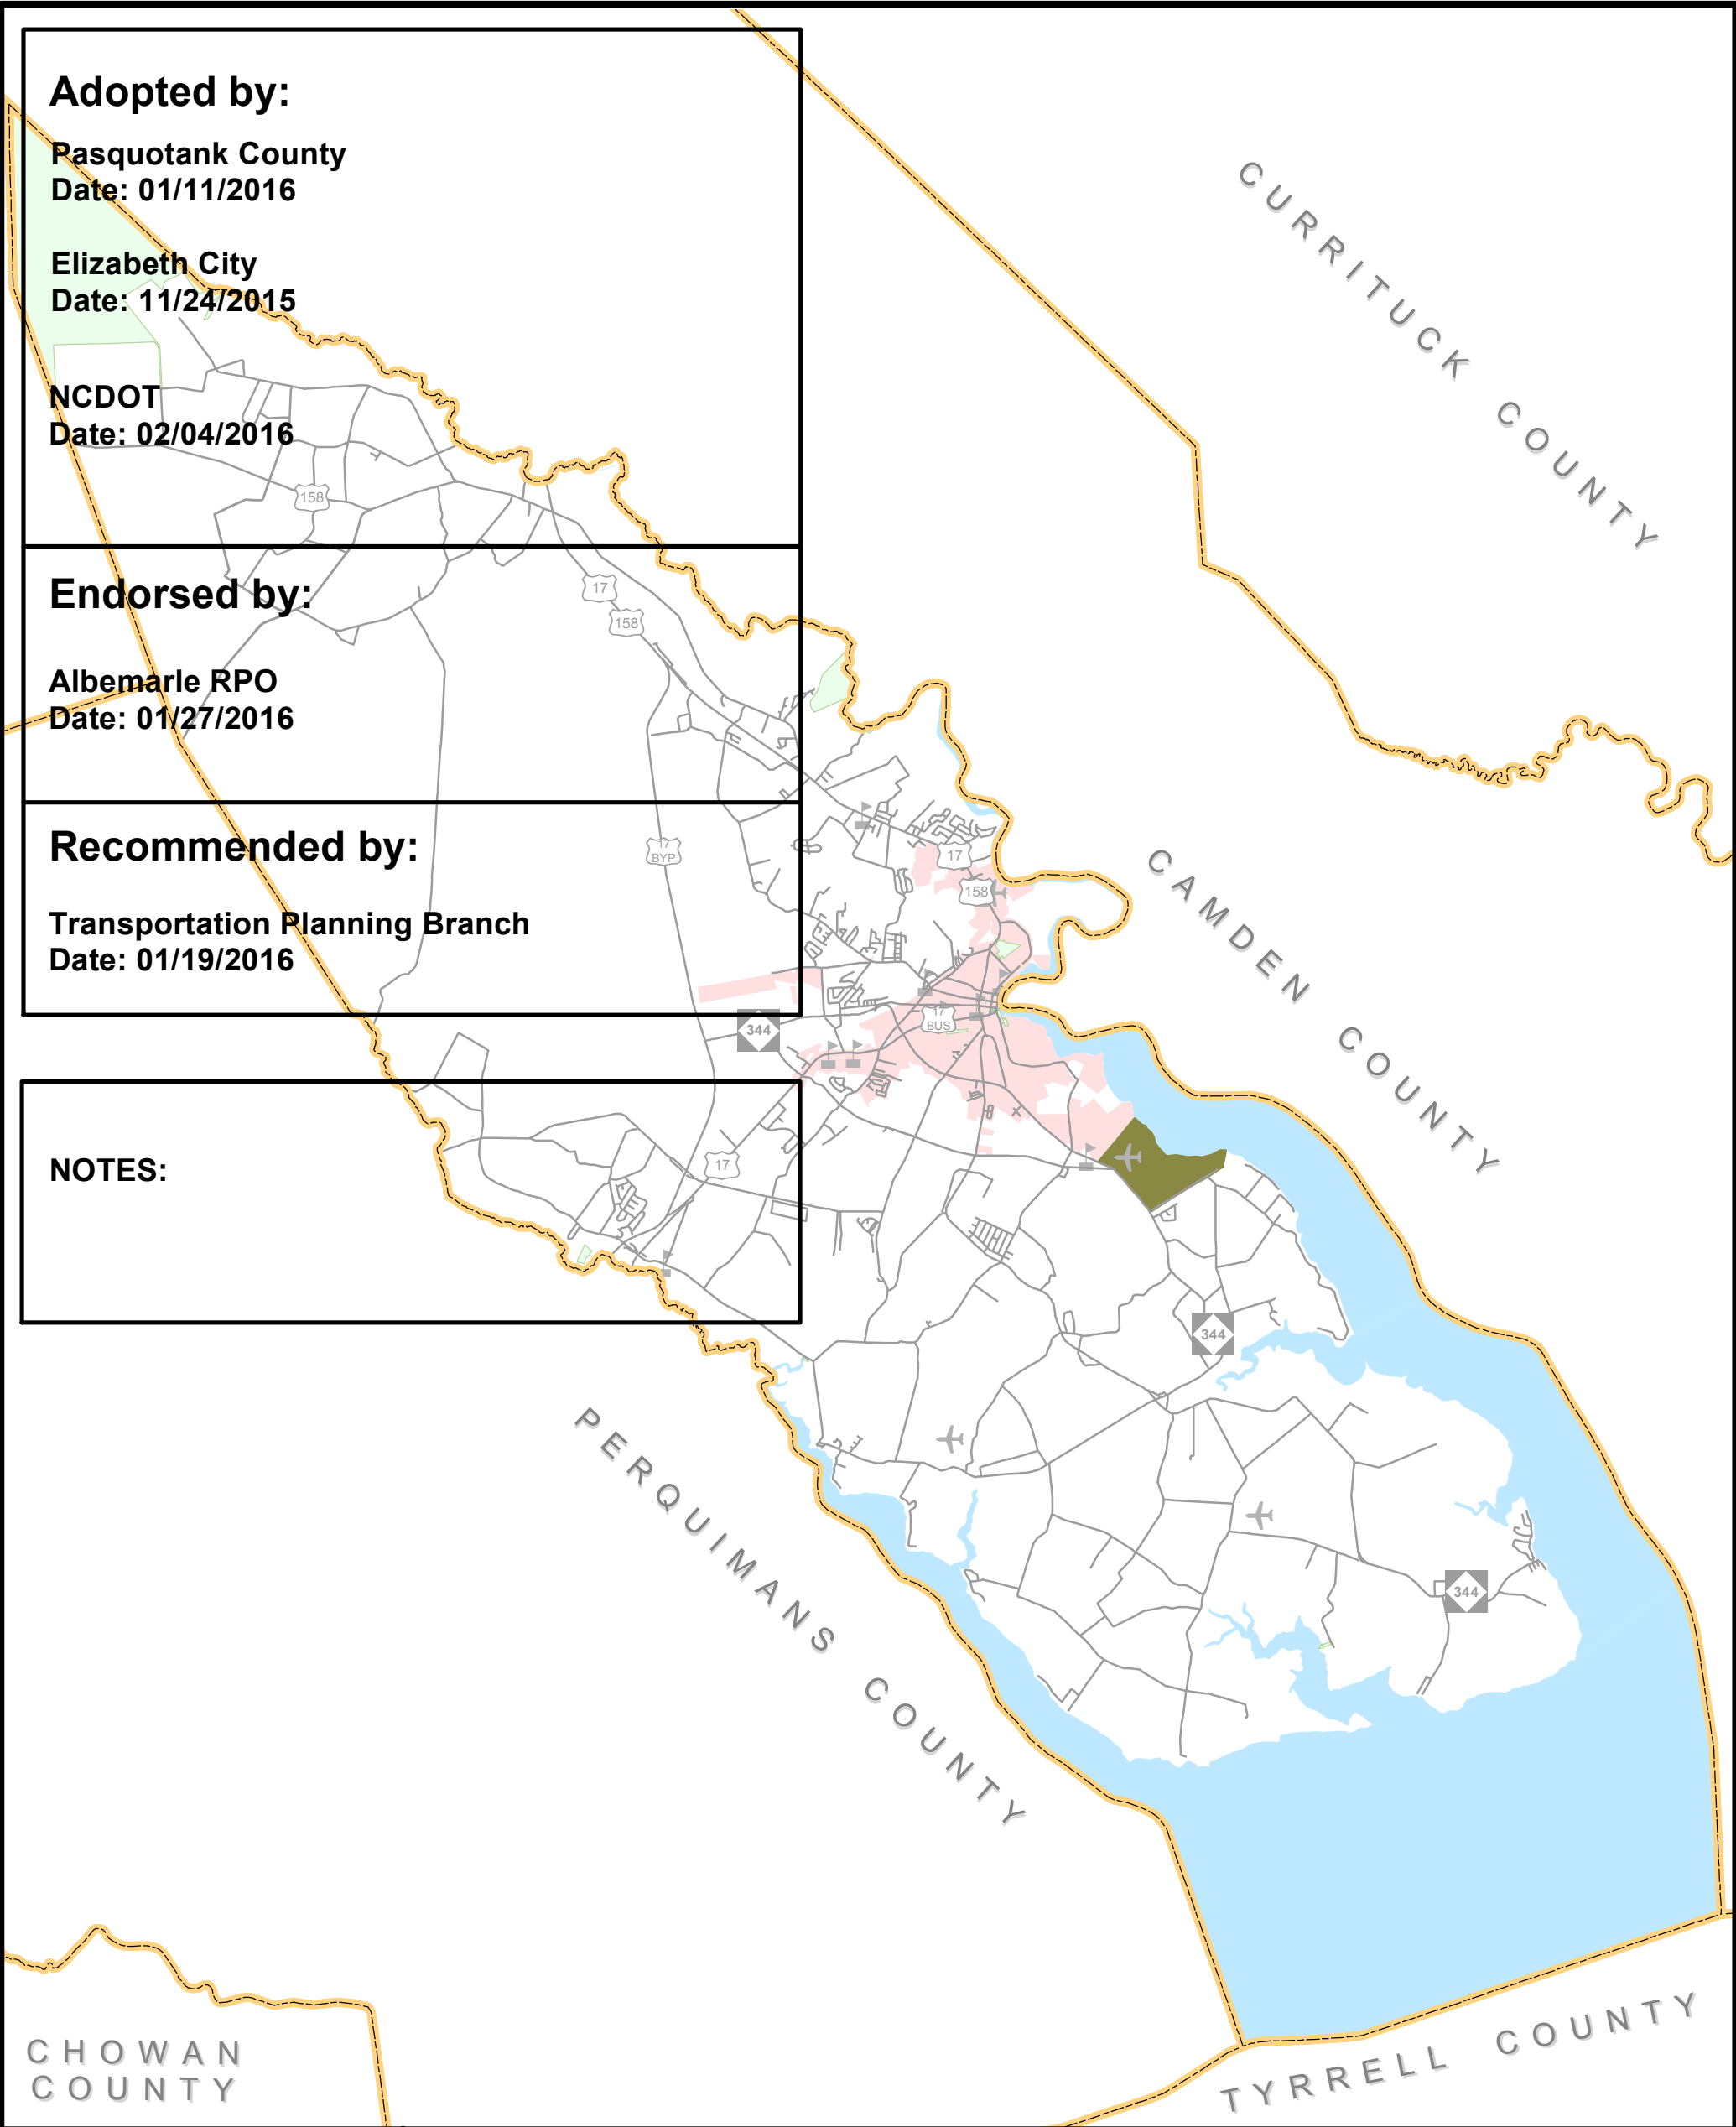 Adopted by:
Pasquotank County
Date: 01/11/2016
Elizabeth City
Date: 11/24/2015
NCDOT
Date: 02/04/2016
158
Endorsed by:
17
158
Albemarle RPO
Date: 01/27/2016
Recommended by:
17
BYP
17
158
Transportation Planning Branch
Date: 01/19/2016
17
BUS
344
NOTES:
17
344
344
CURRITUCK COUNTY
CAMDEN COUNTY
PERQUIMANS COUNTY
CHOWAN
COUNTY
TYRRELL COUNTY